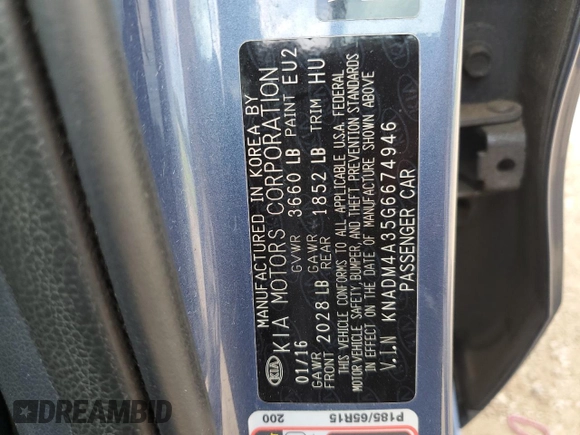 MANUFACTURED IN KOREA BY
KIA MOTORS CORPORATION
01/16 GVWR 3660 LB PAINT EU2
GAWR FRONT 2028 LB GAWR REAR 1852 LB TRIM HU
THIS VEHICLE CONFORMS TO ALL APPLICABLE U.S.A. FEDERAL
MOTOR VEHICLE SAFETY, BUMPER, AND THEFT PREVENTION STANDARDS
IN EFFECT ON THE DATE OF MANUFACTURE SHOWN ABOVE
V.I.N KNADM4A35G6674946
PASSENGER CAR
KIA
P185/65R15
200
DREAMBID